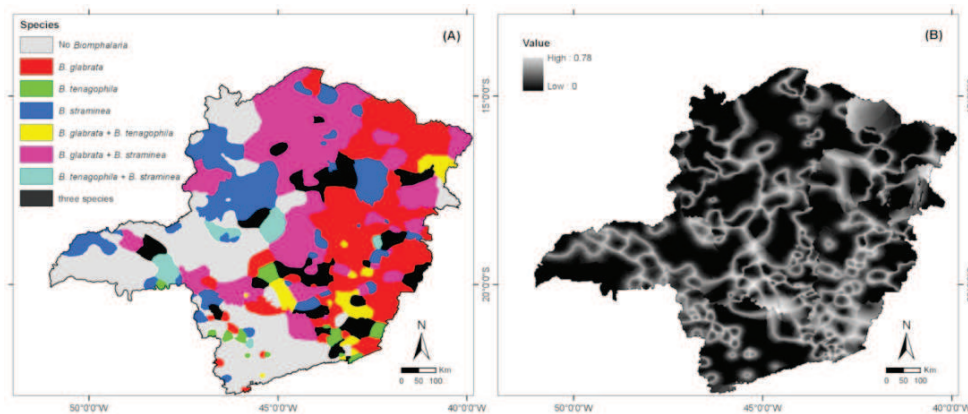 Species
(A)
No Biomphalaria
B. glabrata
B. tenagophila
B. straminea
B. glabrata + B. tenagophila
B. glabrata + B. straminea
B. tenagophila + B. straminea
three species
N
Km
0 50 100
50°0'0"W
45°0'0"W
40°0'0"W
15°0'0"S
20°0'0"S
(B)
Value
High : 0.78
Low : 0
N
Km
0 50 100
50°0'0"W
45°0'0"W
40°0'0"W